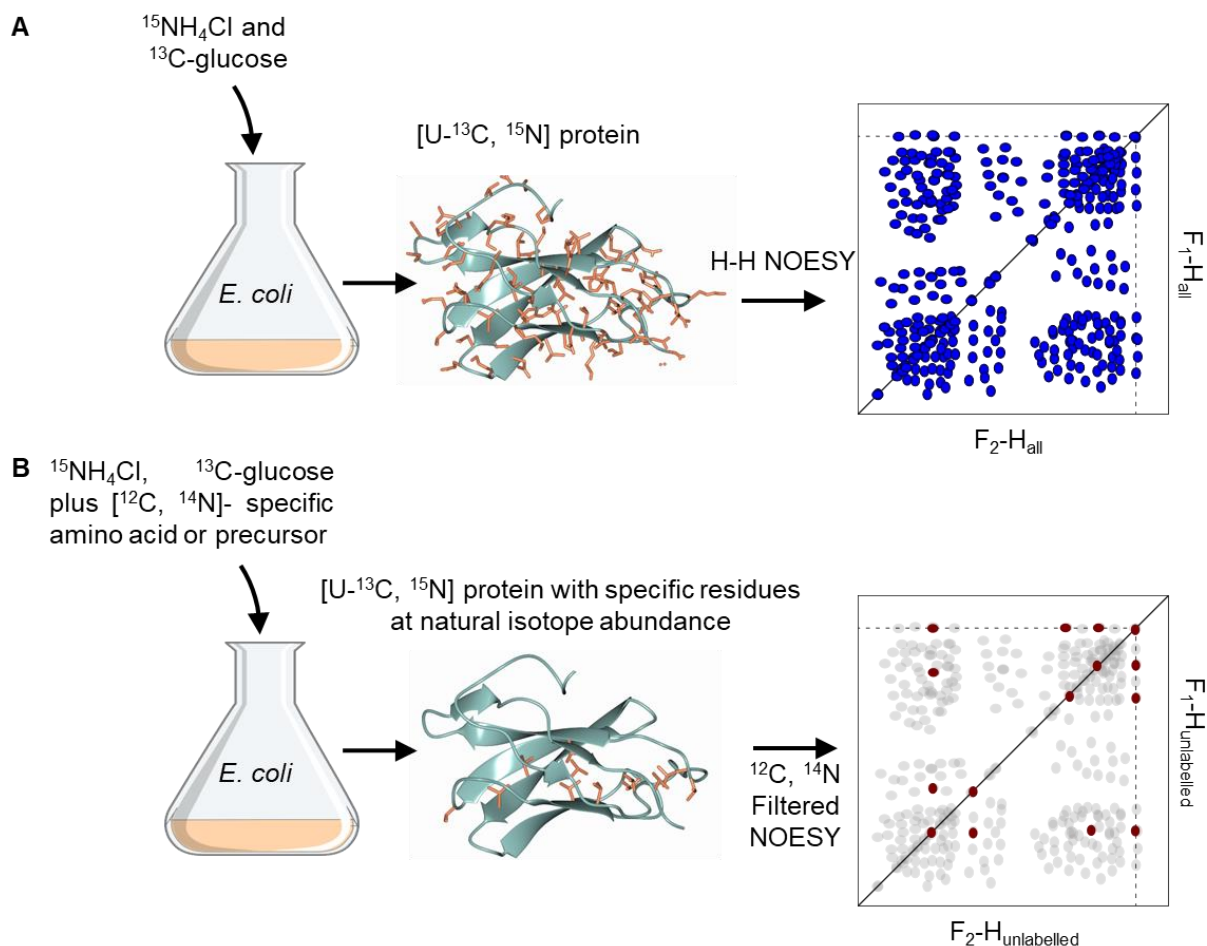 A
¹⁵NH₄Cl and
¹³C-glucose
[U-¹³C, ¹⁵N] protein
E. coli
H-H NOESY
F₁-Hₐₗₗ
F₂-Hₐₗₗ
B
¹⁵NH₄Cl, ¹³C-glucose
plus [¹²C, ¹⁴N]- specific
amino acid or precursor
[U-¹³C, ¹⁵N] protein with specific residues
at natural isotope abundance
E. coli
¹²C, ¹⁴N
Filtered
NOESY
F₁-Hunlabelled
F₂-Hunlabelled